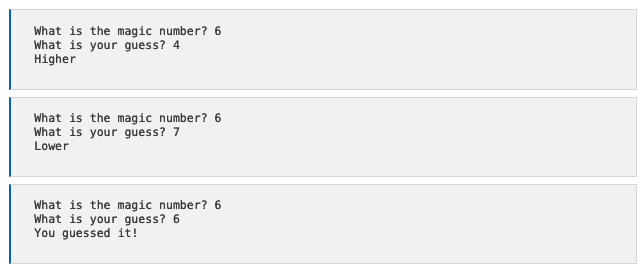 What is the magic number? 6
What is your guess? 4
Higher
What is the magic number? 6
What is your guess? 7
Lower
What is the magic number? 6
What is your guess? 6
You guessed it!